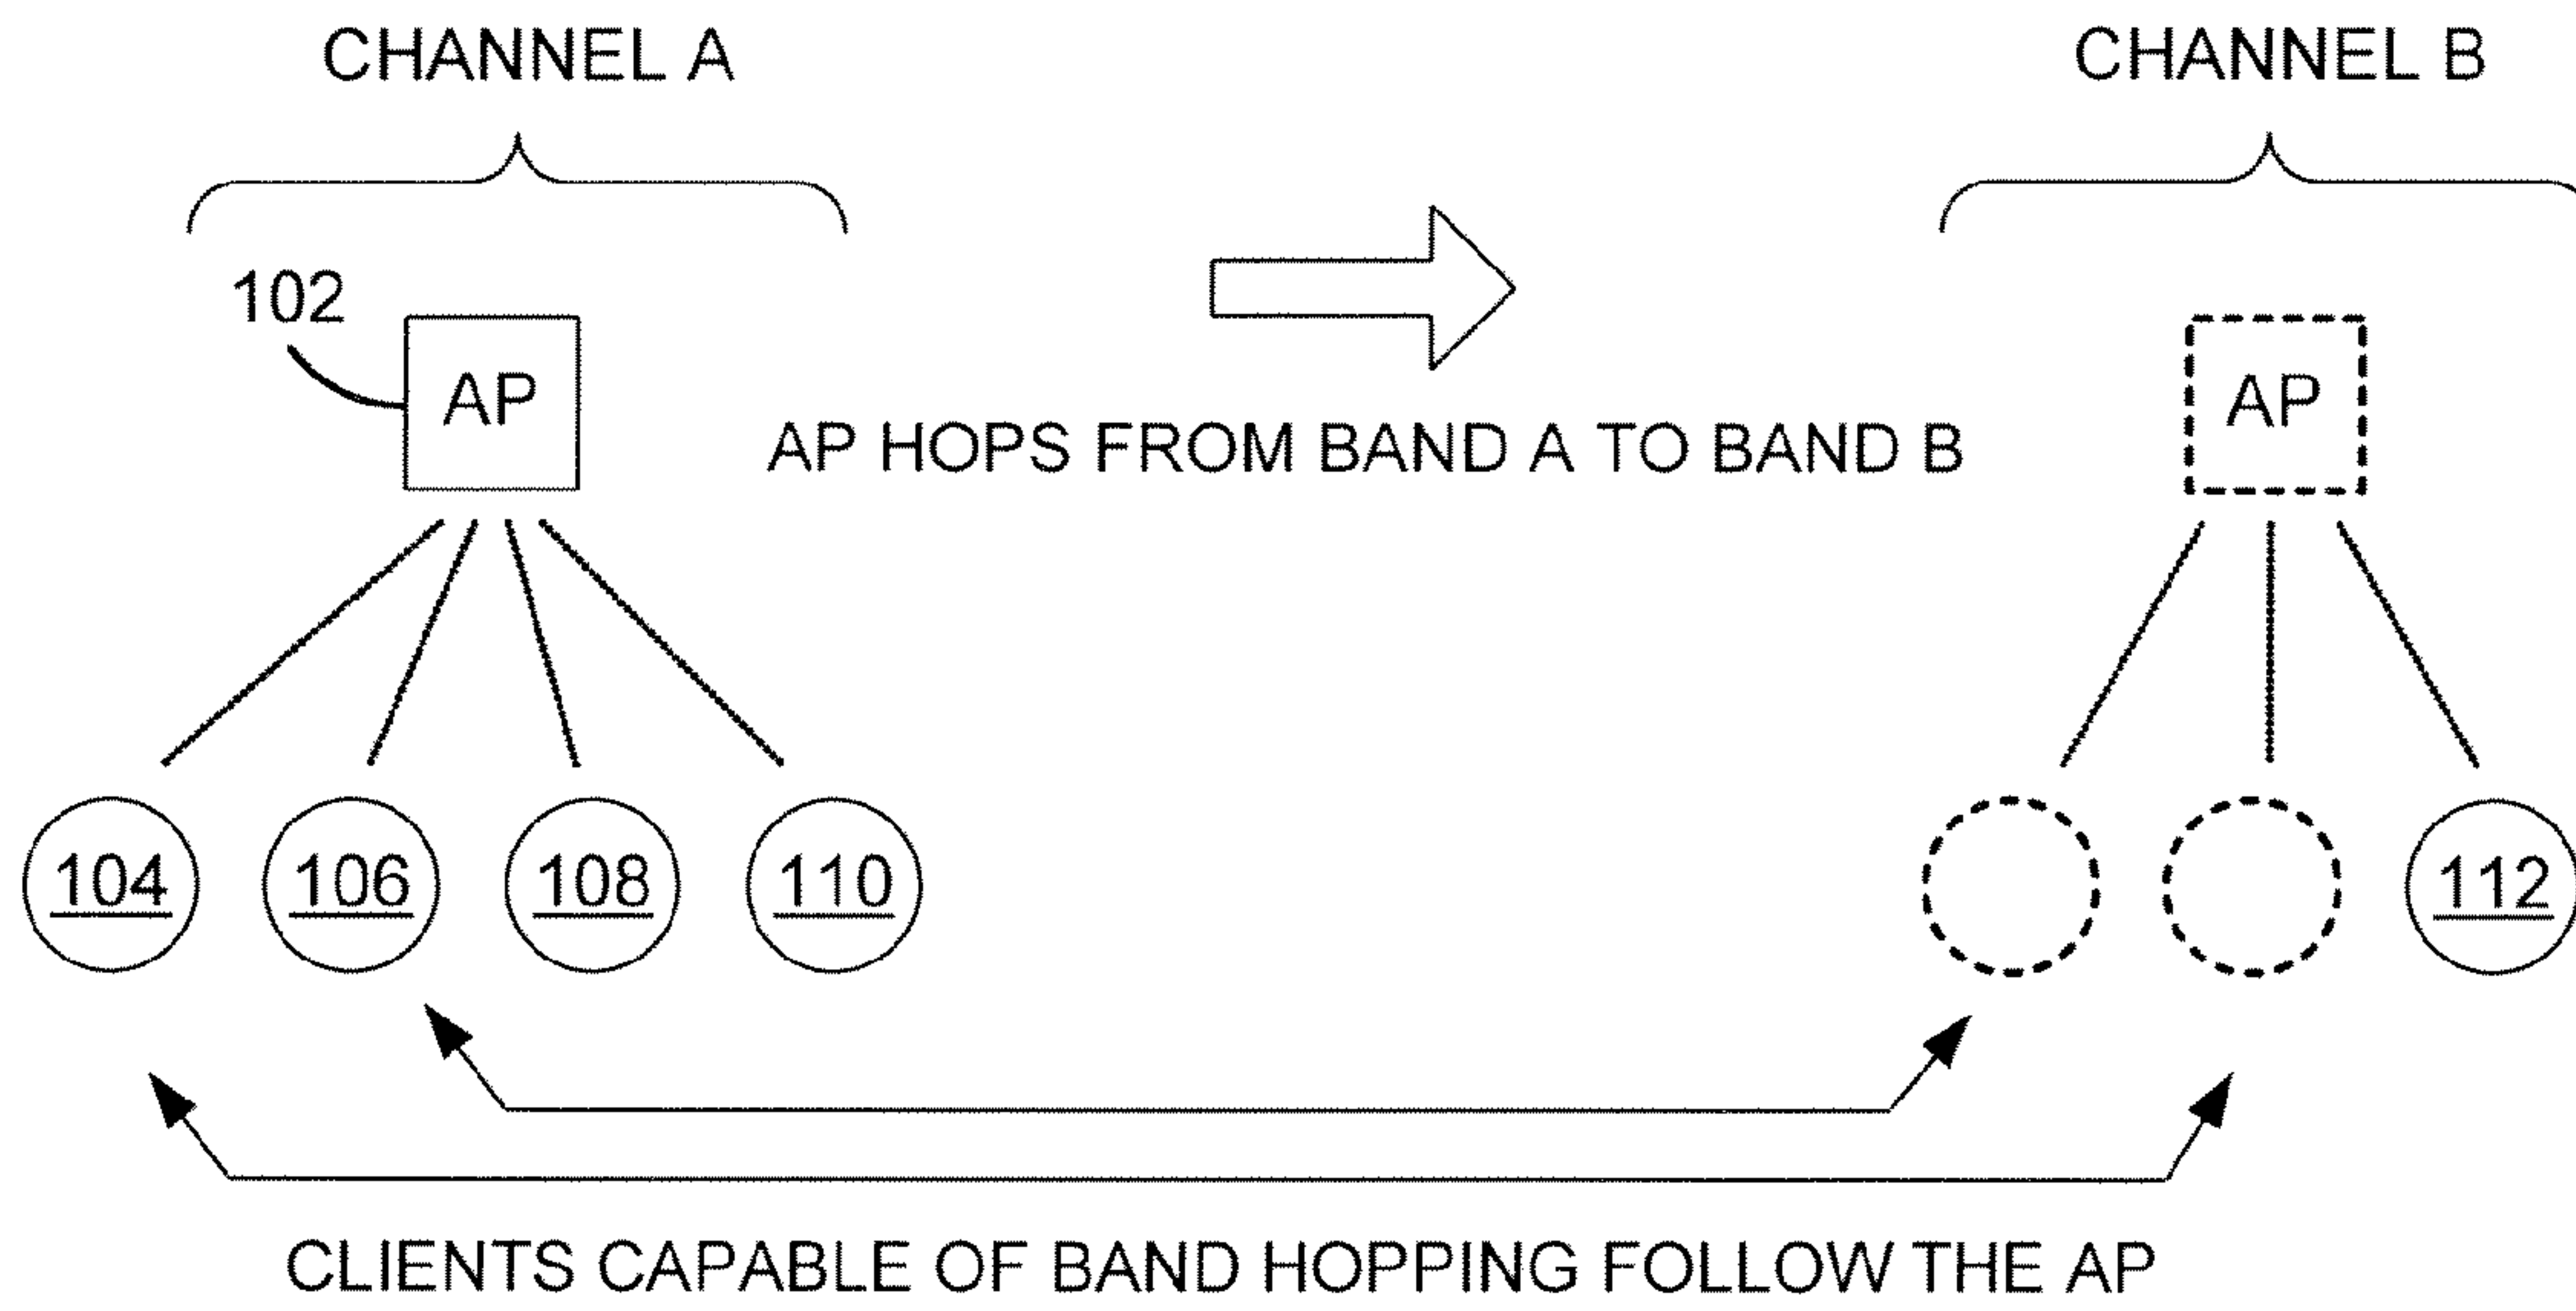 CHANNEL A
CHANNEL B
102
AP
AP
AP HOPS FROM BAND A TO BAND B
104
106
108
110
112
CLIENTS CAPABLE OF BAND HOPPING FOLLOW THE AP